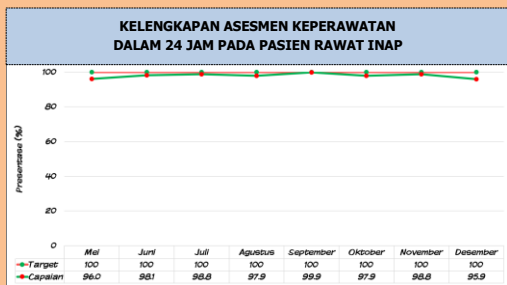 KELENGKAPAN ASESMEN KEPERAWATAN
DALAM 24 JAM PADA PASIEN RAWAT INAP
Presentase (%)
100
80
60
40
20
0
Mei Juni Juli Agustus September Oktober November Desember
Target 100 100 100 100 100 100 100 100
Capaian 96.0 98.1 98.8 97.9 99.9 97.9 98.8 95.9